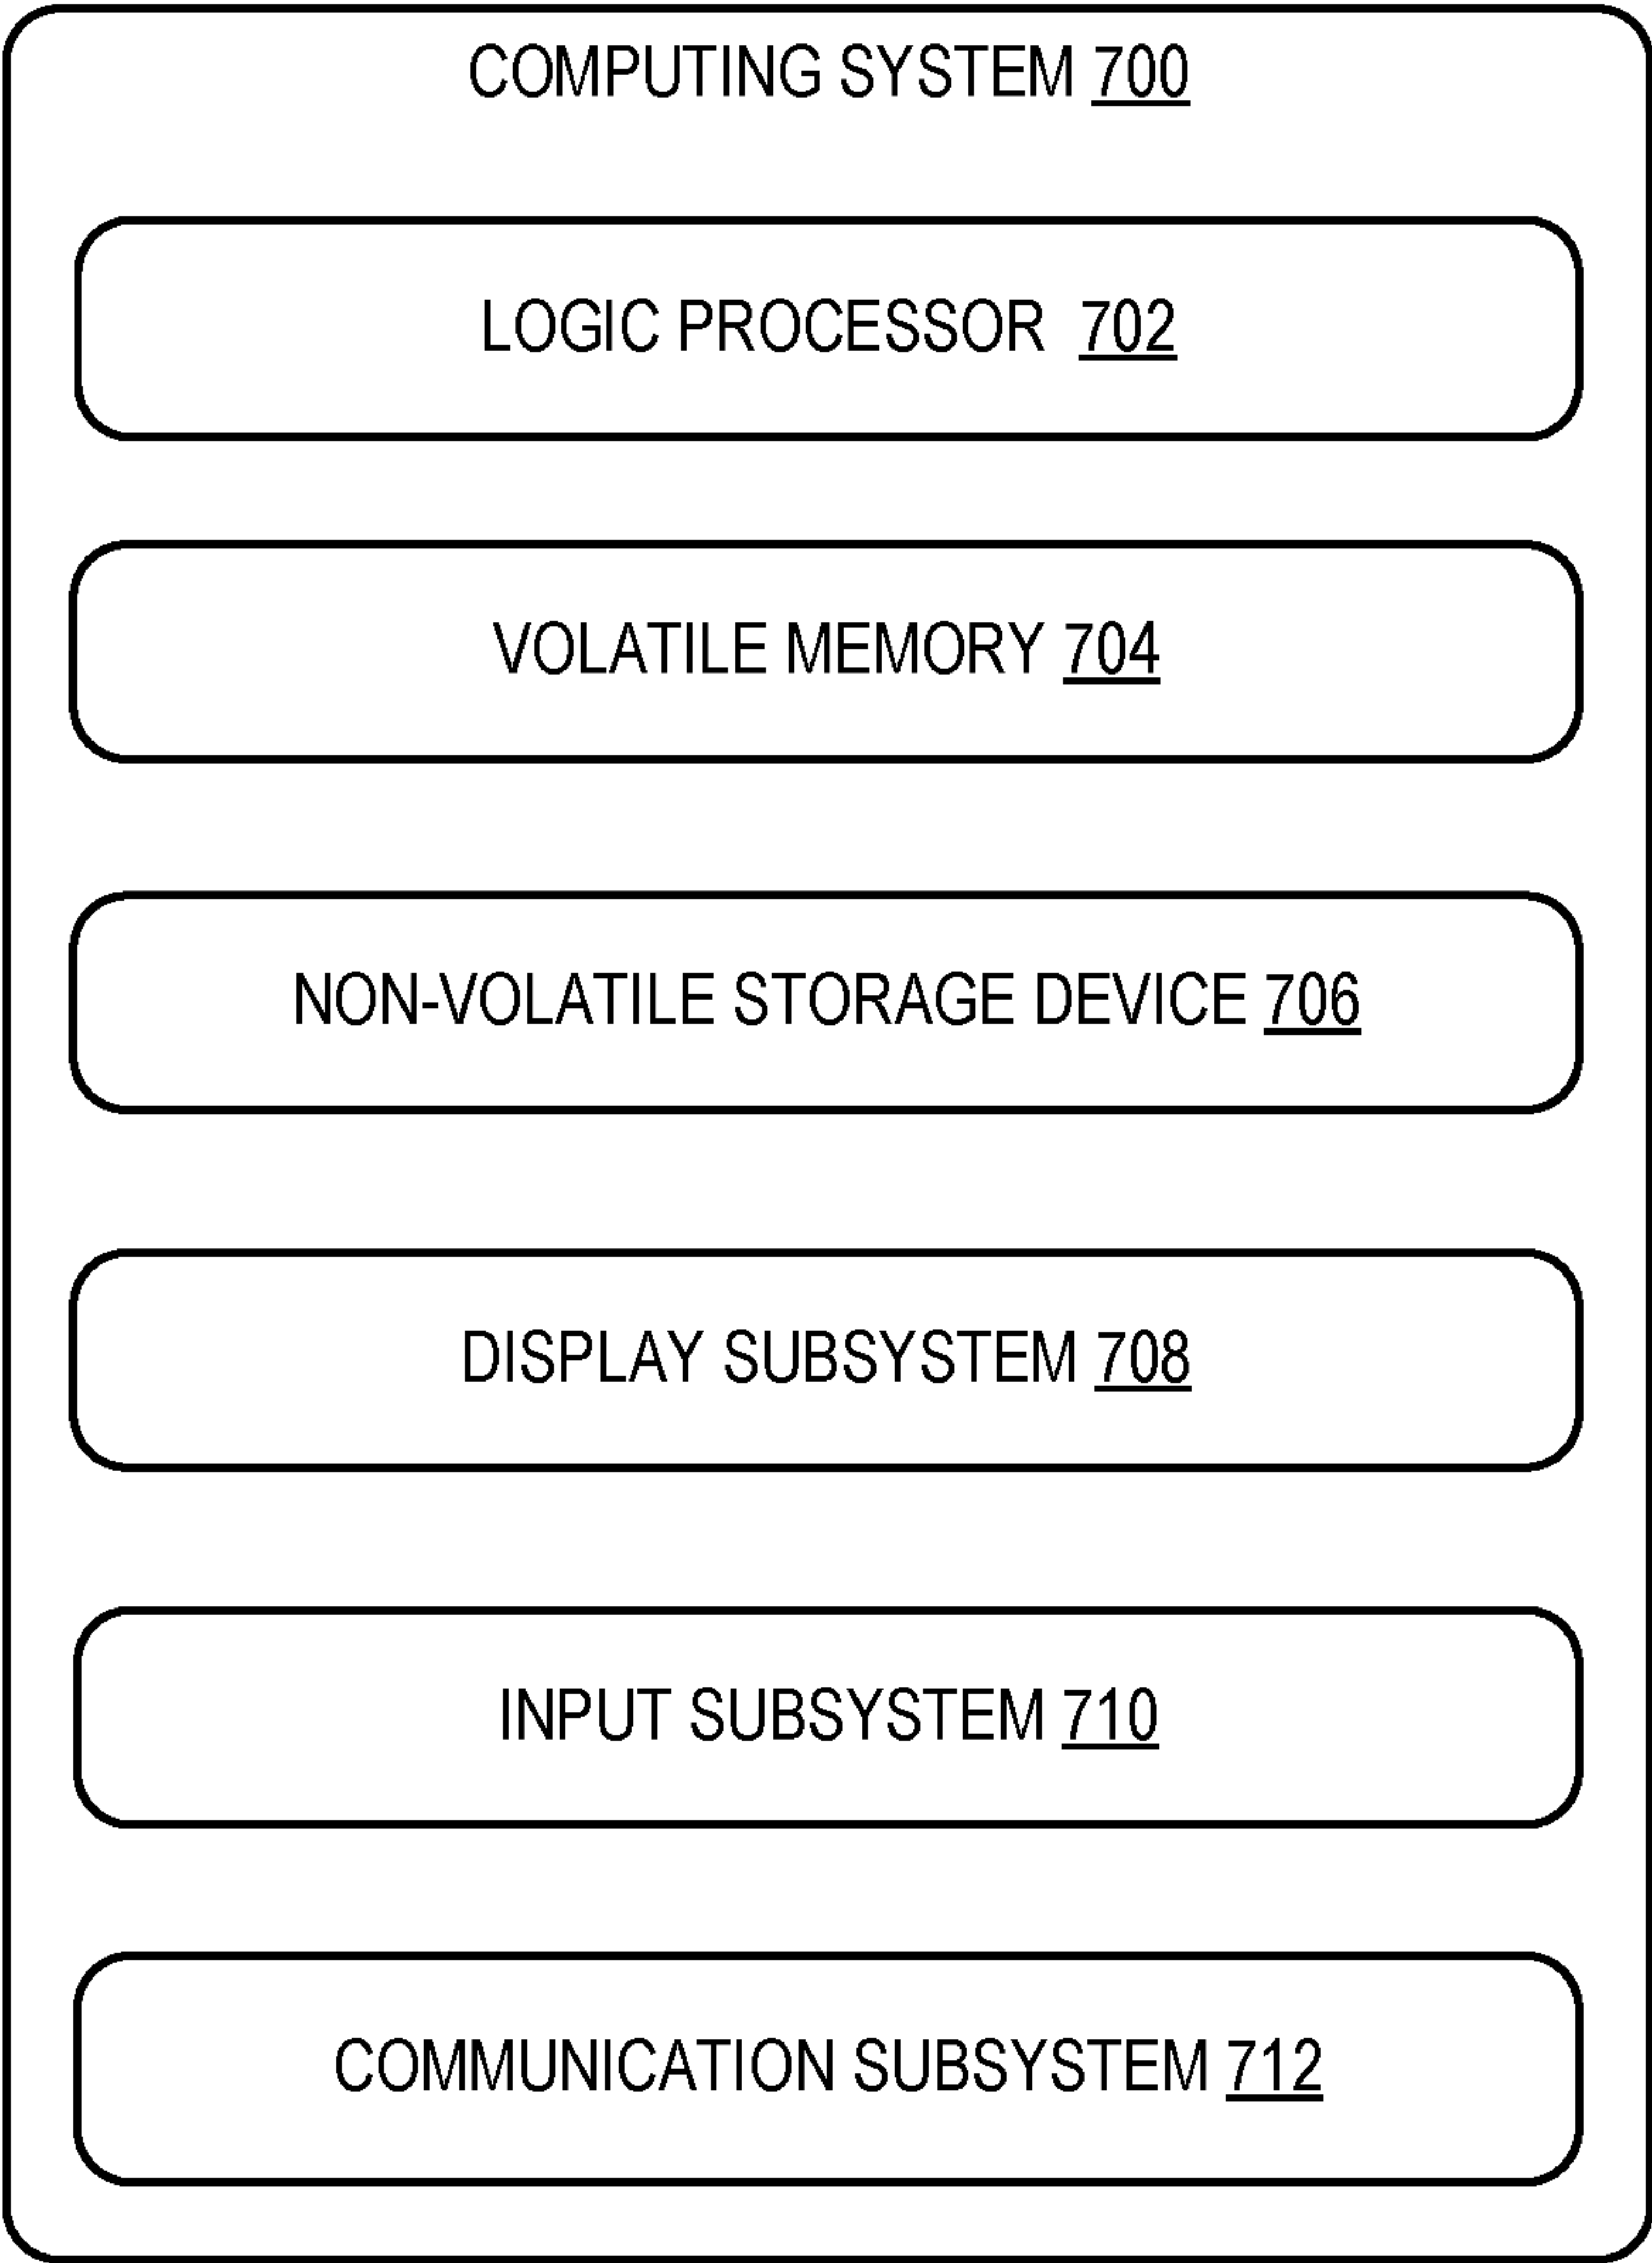 COMPUTING SYSTEM 700
LOGIC PROCESSOR 702
VOLATILE MEMORY 704
NON-VOLATILE STORAGE DEVICE 706
DISPLAY SUBSYSTEM 708
INPUT SUBSYSTEM 710
COMMUNICATION SUBSYSTEM 712